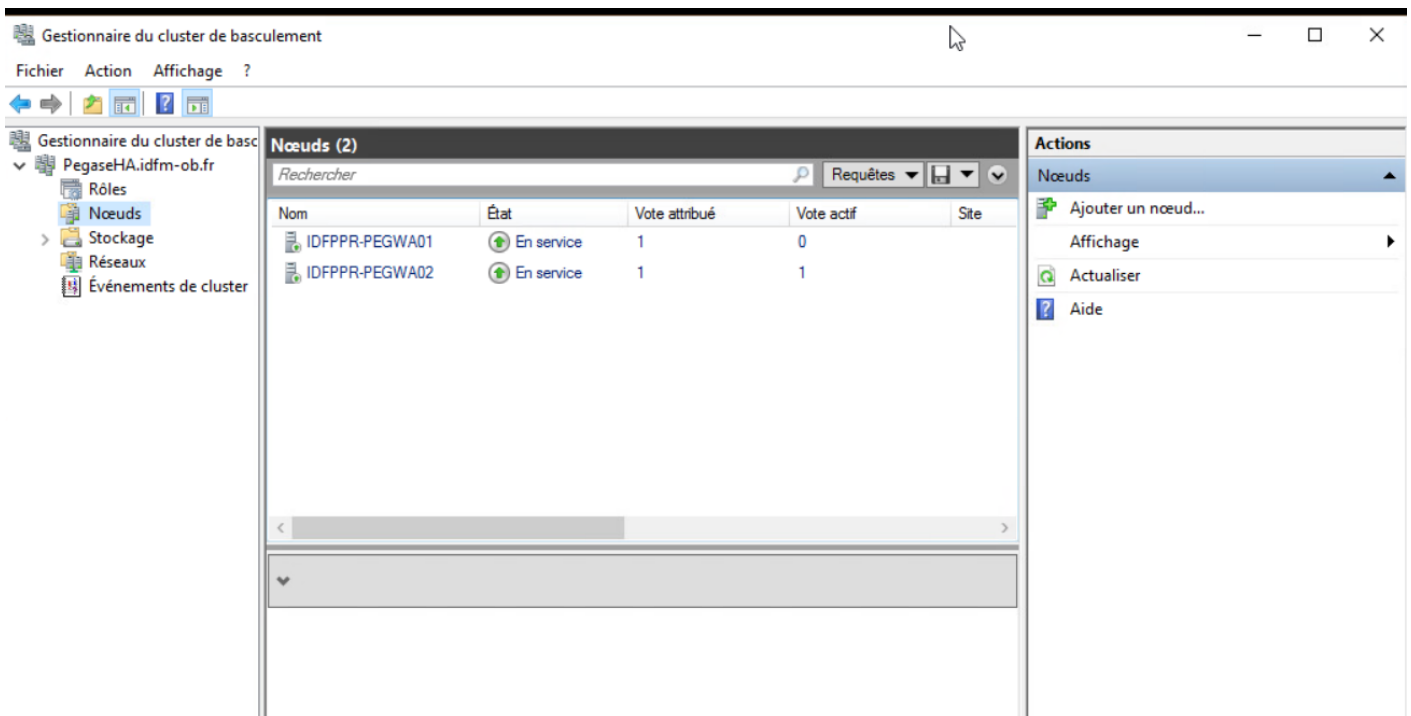 Gestionnaire du cluster de basculement
Fichier Action Affichage ?
Gestionnaire du cluster de basc
PegaseHA.idfm-ob.fr
Rôles
Nœuds
Stockage
Réseaux
Événements de cluster
Nœuds (2)
Rechercher
Requêtes
Nom État Vote attribué Vote actif Site
IDFPPR-PEGWA01 En service 1 0
IDFPPR-PEGWA02 En service 1 1
Actions
Nœuds
Ajouter un nœud...
Affichage
Actualiser
Aide